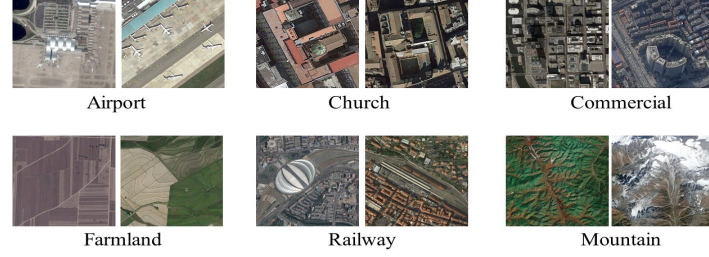 Airport
Church
Commercial
Farmland
Railway
Mountain